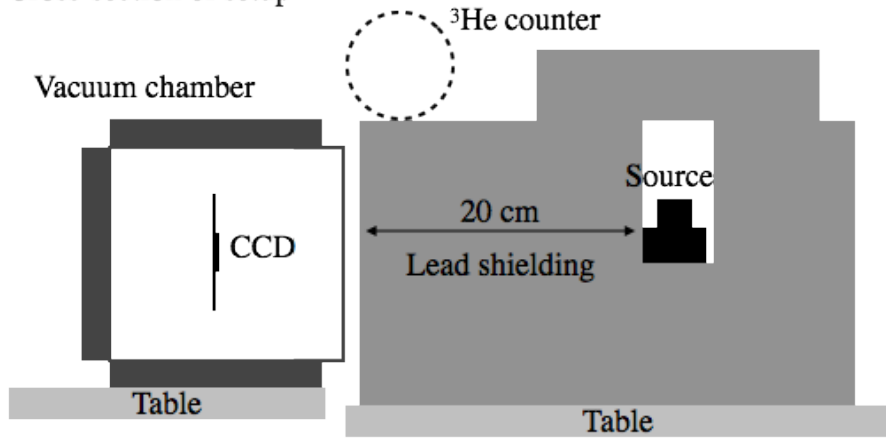 ³He counter
Vacuum chamber
Source
20 cm
CCD
Lead shielding
Table
Table